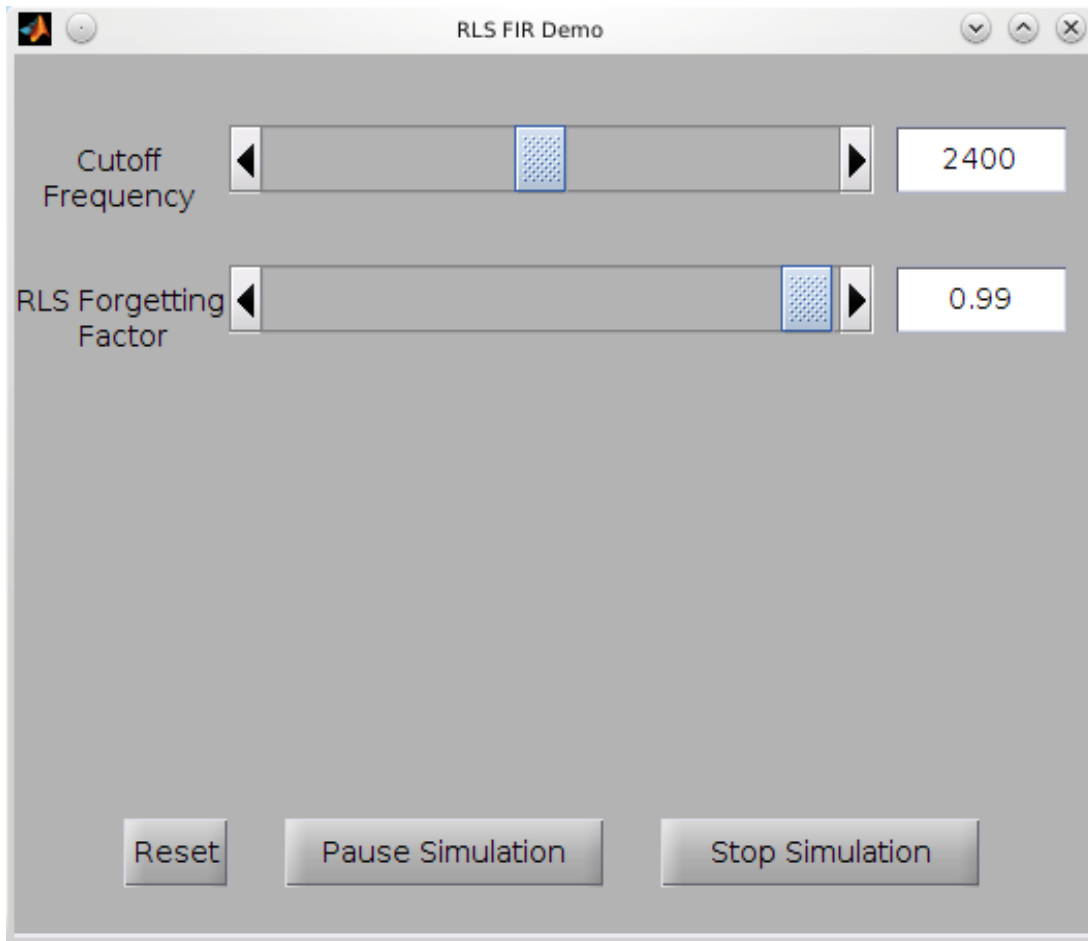 RLS FIR Demo
Cutoff
Frequency
2400
RLS Forgetting
Factor
0.99
Reset
Pause Simulation
Stop Simulation